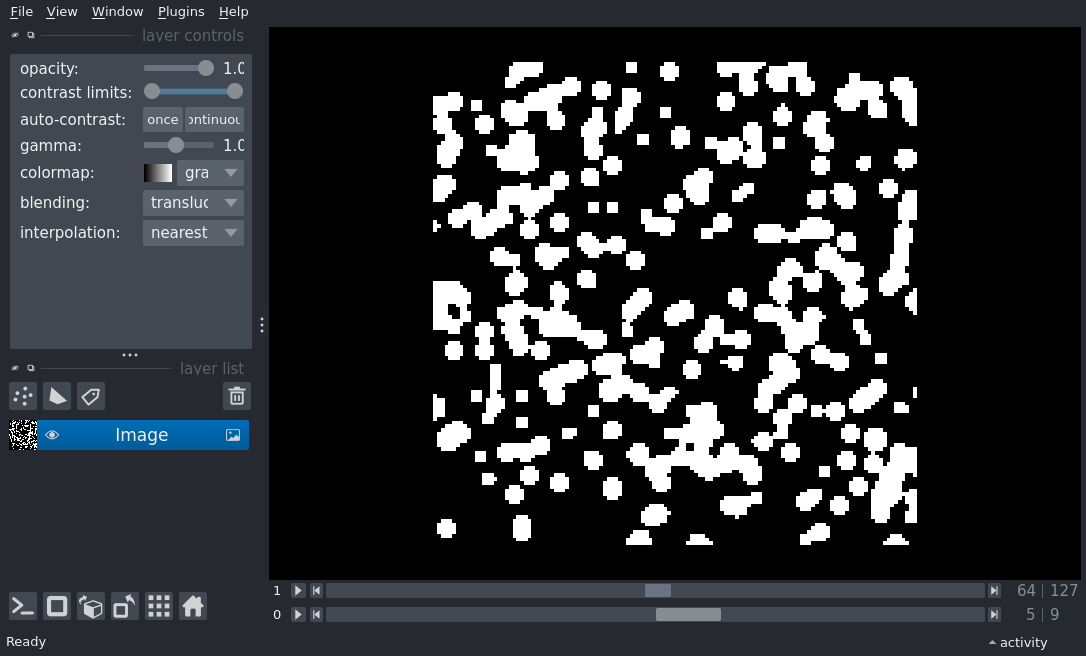 File View Window Plugins Help
layer controls
opacity: 1.0
contrast limits:
auto-contrast: once ontinuou
gamma: 1.0
colormap: gra
blending: transluc
interpolation: nearest
layer list
Image
1 64 127
0 5 9
Ready activity